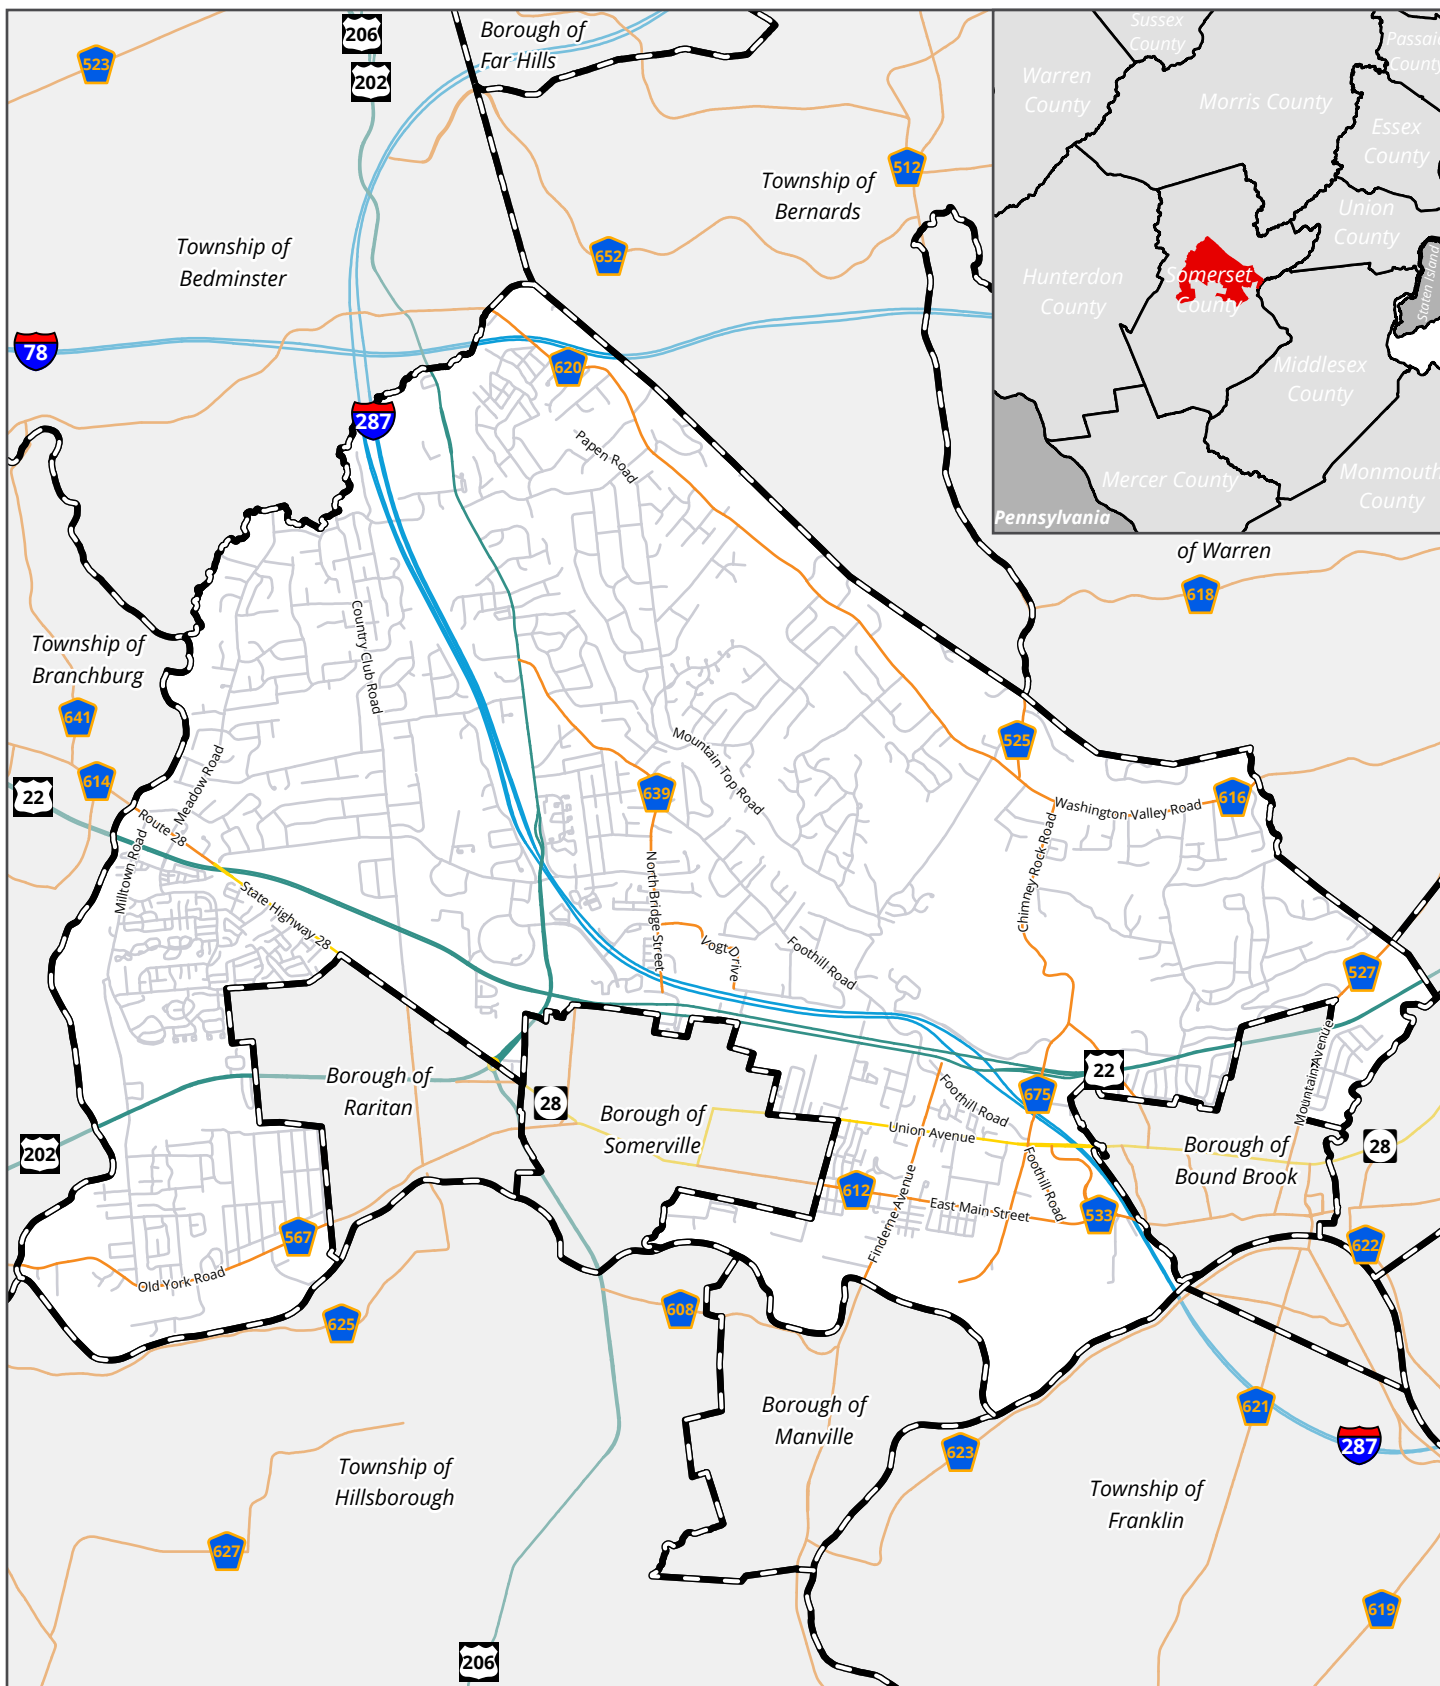 206
Borough of
Far Hills
202
523
512
Township of
Bernards
Township of
Bedminster
652
78
620
287
Papen Road
Sussex
County
Passaic
County
Warren
County
Morris County
Essex
County
Union
County
Hunterdon
County
Somerset
County
Staten Island
Middlesex
County
Mercer County
Monmouth
County
Pennsylvania
of Warren
618
Country Club Road
Township of
Branchburg
641
614
22
Meadow Road
Route 28
Milltown Road
State Highway 28
Mountain Top Road
639
525
Washington Valley Road
616
Chimney Rock Road
North Bridge Street
Vogt Drive
Foothill Road
527
Mountain Avenue
22
Borough of
Raritan
28
Borough of
Somerville
675
Foothill Road
Union Avenue
28
Borough of
Bound Brook
202
612
Finderne Avenue
East Main Street
Foothill Road
533
567
Old York Road
622
625
608
Borough of
Manville
621
287
623
Township of
Hillsborough
Township of
Franklin
627
619
206